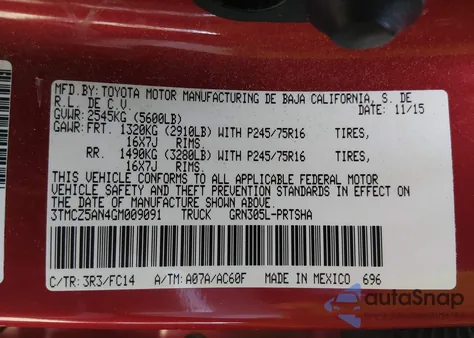 MFD.BY: TOYOTA MOTOR MANUFACTURING DE BAJA CALIFORNIA, S. DE
R.L. DE C.V. DATE: 11/15
GVWR: 2545KG (5600LB)
GAWR: FRT. 1320KG (2910LB) WITH P245/75R16 TIRES,
16X7J RIMS.
RR. 1490KG (3280LB) WITH P245/75R16 TIRES,
16X7J RIMS.
THIS VEHICLE CONFORMS TO ALL APPLICABLE FEDERAL MOTOR
VEHICLE SAFETY AND THEFT PREVENTION STANDARDS IN EFFECT ON
THE DATE OF MANUFACTURE SHOWN ABOVE.
3TMCZ5AN4GM009091 TRUCK GRN305L-PRTSHA
C/TR: 3R3/FC14 A/TM: A07A/AC60F MADE IN MEXICO 696
autoSnap